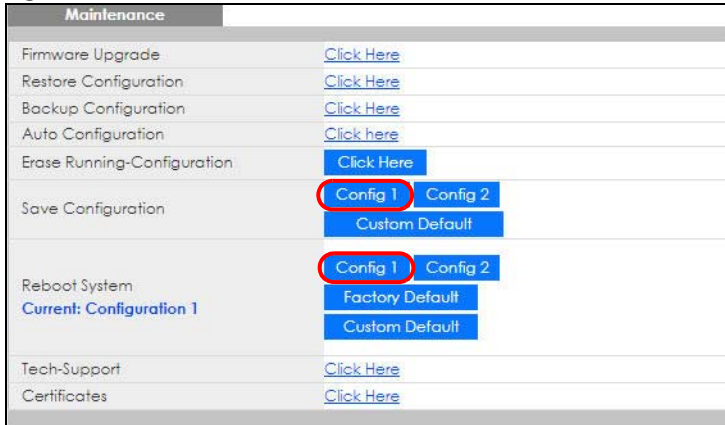 Maintenance
Firmware Upgrade Click Here
Restore Configuration Click Here
Backup Configuration Click Here
Auto Configuration Click here
Erase Running-Configuration Click Here
Save Configuration Config 1 Config 2
Custom Default
Reboot System Config 1 Config 2
Current: Configuration 1 Factory Default
Custom Default
Tech-Support Click Here
Certificates Click Here